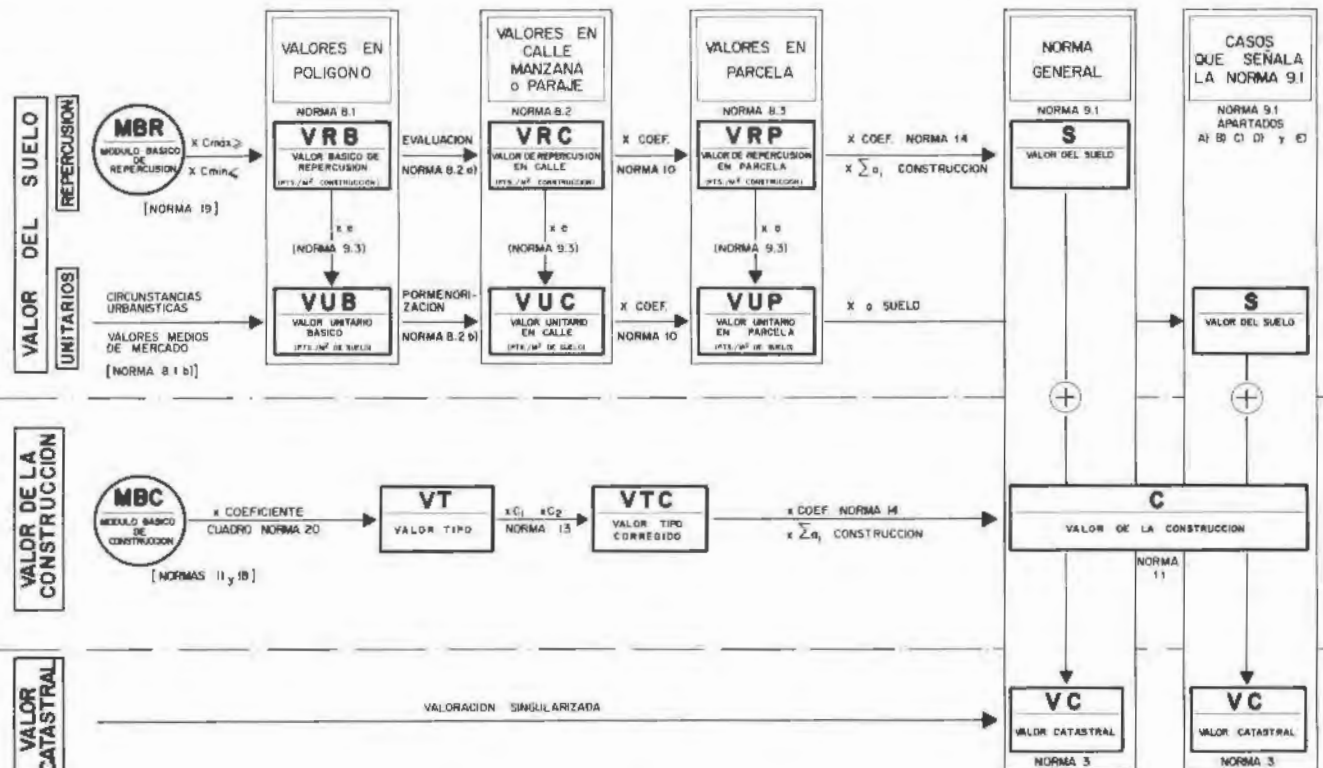 VALORES EN
POLIGONO
NORMA 8.1
VALORES EN
CALLE
MANZANA
o PARAJE
NORMA 8.2
VALORES EN
PARCELA
NORMA 8.3
NORMA
GENERAL
NORMA 9.1
CASOS
QUE SEÑALA
LA NORMA 9.1
NORMA 9.1
APARTADOS
A) B) C) D) y E)
VALOR DEL SUELO
REPERCUSION
MBR
MODULO BASICO
DE
REPERCUSION
x Cmáx ≥
x Cmin ≤
[NORMA 19]
VRB
VALOR BASICO DE
REPERCUSION
(PTS./M² CONSTRUCCION)
EVALUACION
NORMA 8.2 a)
VRC
VALOR DE REPERCUSION
EN CALLE
(PTS./M² CONSTRUCCION)
X COEF.
NORMA 10
VRP
VALOR DE REPERCUSION
EN PARCELA
(PTS./M² CONSTRUCCION)
x COEF. NORMA 14
x ∑ai CONSTRUCCION
S
VALOR DEL SUELO
x e
(NORMA 9.3)
x e
(NORMA 9.3)
x e
(NORMA 9.3)
UNITARIOS
CIRCUNSTANCIAS
URBANISTICAS
VALORES MEDIOS
DE MERCADO
[NORMA 8.1 b)]
VUB
VALOR UNITARIO
BASICO
(PTS./M² DE SUELO)
PORMENORI-
ZACION
NORMA 8.2 b)
VUC
VALOR UNITARIO
EN CALLE
(PTS./M² DE SUELO)
X COEF.
NORMA 10
VUP
VALOR UNITARIO
EN PARCELA
(PTS./M² DE SUELO)
X a SUELO
S
VALOR DEL SUELO
+
+
VALOR DE LA
CONSTRUCCION
MBC
MODULO BASICO
DE
CONSTRUCCION
[NORMAS 11 y 18]
x COEFICIENTE
CUADRO NORMA 20
VT
VALOR TIPO
xC1 xC2
NORMA 13
VTC
VALOR TIPO
CORREGIDO
x COEF. NORMA 14
x ∑ai CONSTRUCCION
C
VALOR DE LA CONSTRUCCION
NORMA
11
VALOR
CATASTRAL
VALORACION SINGULARIZADA
VC
VALOR CATASTRAL
NORMA 3
VC
VALOR CATASTRAL
NORMA 3